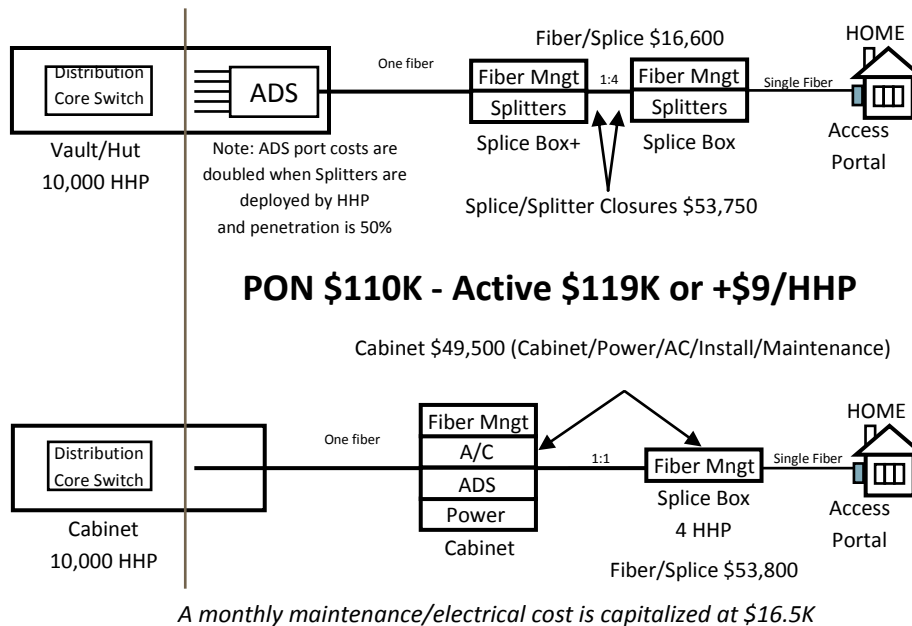 HOME
Fiber/Splice $16,600
Distribution
Core Switch
ADS
One fiber
Fiber Mngt
Splitters
1:4
Fiber Mngt
Splitters
Single Fiber
Vault/Hut
10,000 HHP
Note: ADS port costs are
doubled when Splitters are
deployed by HHP
and penetration is 50%
Splice Box+
Splice Box
Access
Portal
Splice/Splitter Closures $53,750
PON $110K - Active $119K or +$9/HHP
Cabinet $49,500 (Cabinet/Power/AC/Install/Maintenance)
HOME
Distribution
Core Switch
One fiber
Fiber Mngt
A/C
ADS
Power
1:1
Fiber Mngt
Single Fiber
Cabinet
10,000 HHP
Cabinet
Splice Box
4 HHP
Access
Portal
Fiber/Splice $53,800
A monthly maintenance/electrical cost is capitalized at $16.5K